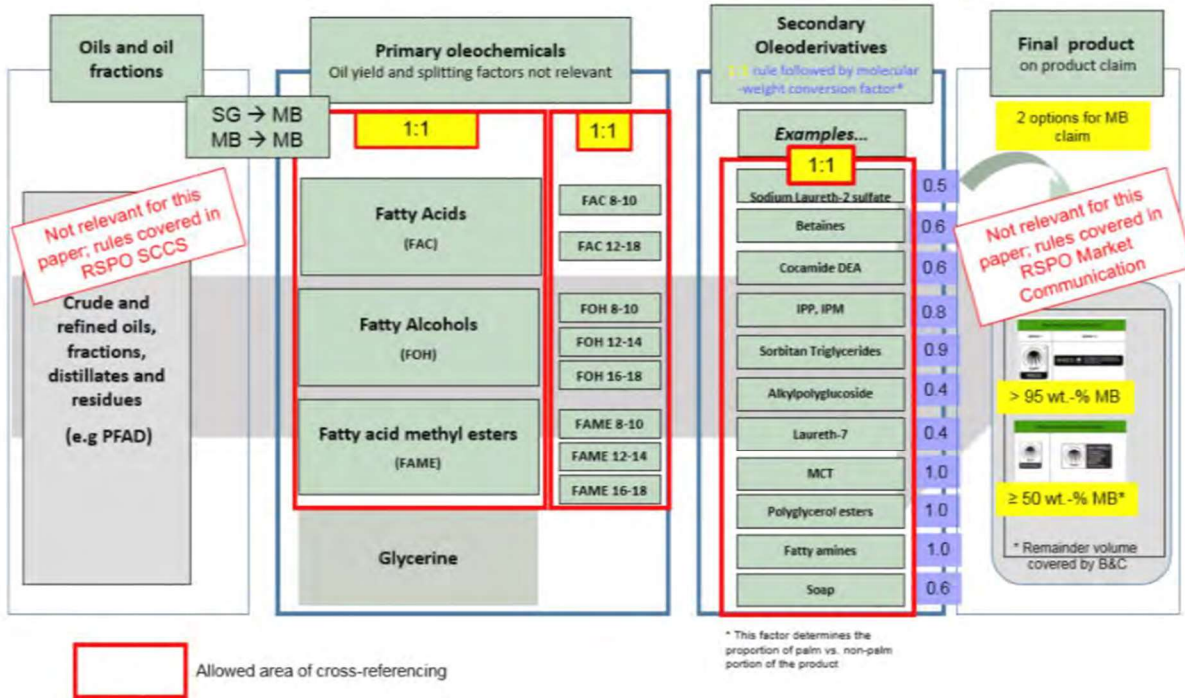 Oils and oil
fractions
Primary oleochemicals
Oil yield and splitting factors not relevant
Secondary
Oleoderivatives
1:1 rule followed by molecular
-weight conversion factor*
Final product
on product claim
SG → MB
MB → MB
1:1
1:1
Examples...
1:1
2 options for MB
claim
Not relevant for this
paper; rules covered in
RSPO SCCS
Crude and
refined oils,
fractions,
distillates and
residues
(e.g PFAD)
Fatty Acids
(FAC)
Fatty Alcohols
(FOH)
Fatty acid methyl esters
(FAME)
Glycerine
FAC 8-10
FAC 12-18
FOH 8-10
FOH 12-14
FOH 16-18
FAME 8-10
FAME 12-14
FAME 16-18
Sodium Laureth-2 sulfate 0.5
Betaines 0.6
Cocamide DEA 0.6
IPP, IPM 0.8
Sorbitan Triglycerides 0.9
Alkylpolyglucoside 0.4
Laureth-7 0.4
MCT 1.0
Polyglycerol esters 1.0
Fatty amines 1.0
Soap 0.6
Not relevant for this
paper; rules covered in
RSPO Market
Communication
> 95 wt.-% MB
≥ 50 wt.-% MB*
* Remainder volume
covered by B&C
* This factor determines the
proportion of palm vs. non-palm
portion of the product
Allowed area of cross-referencing